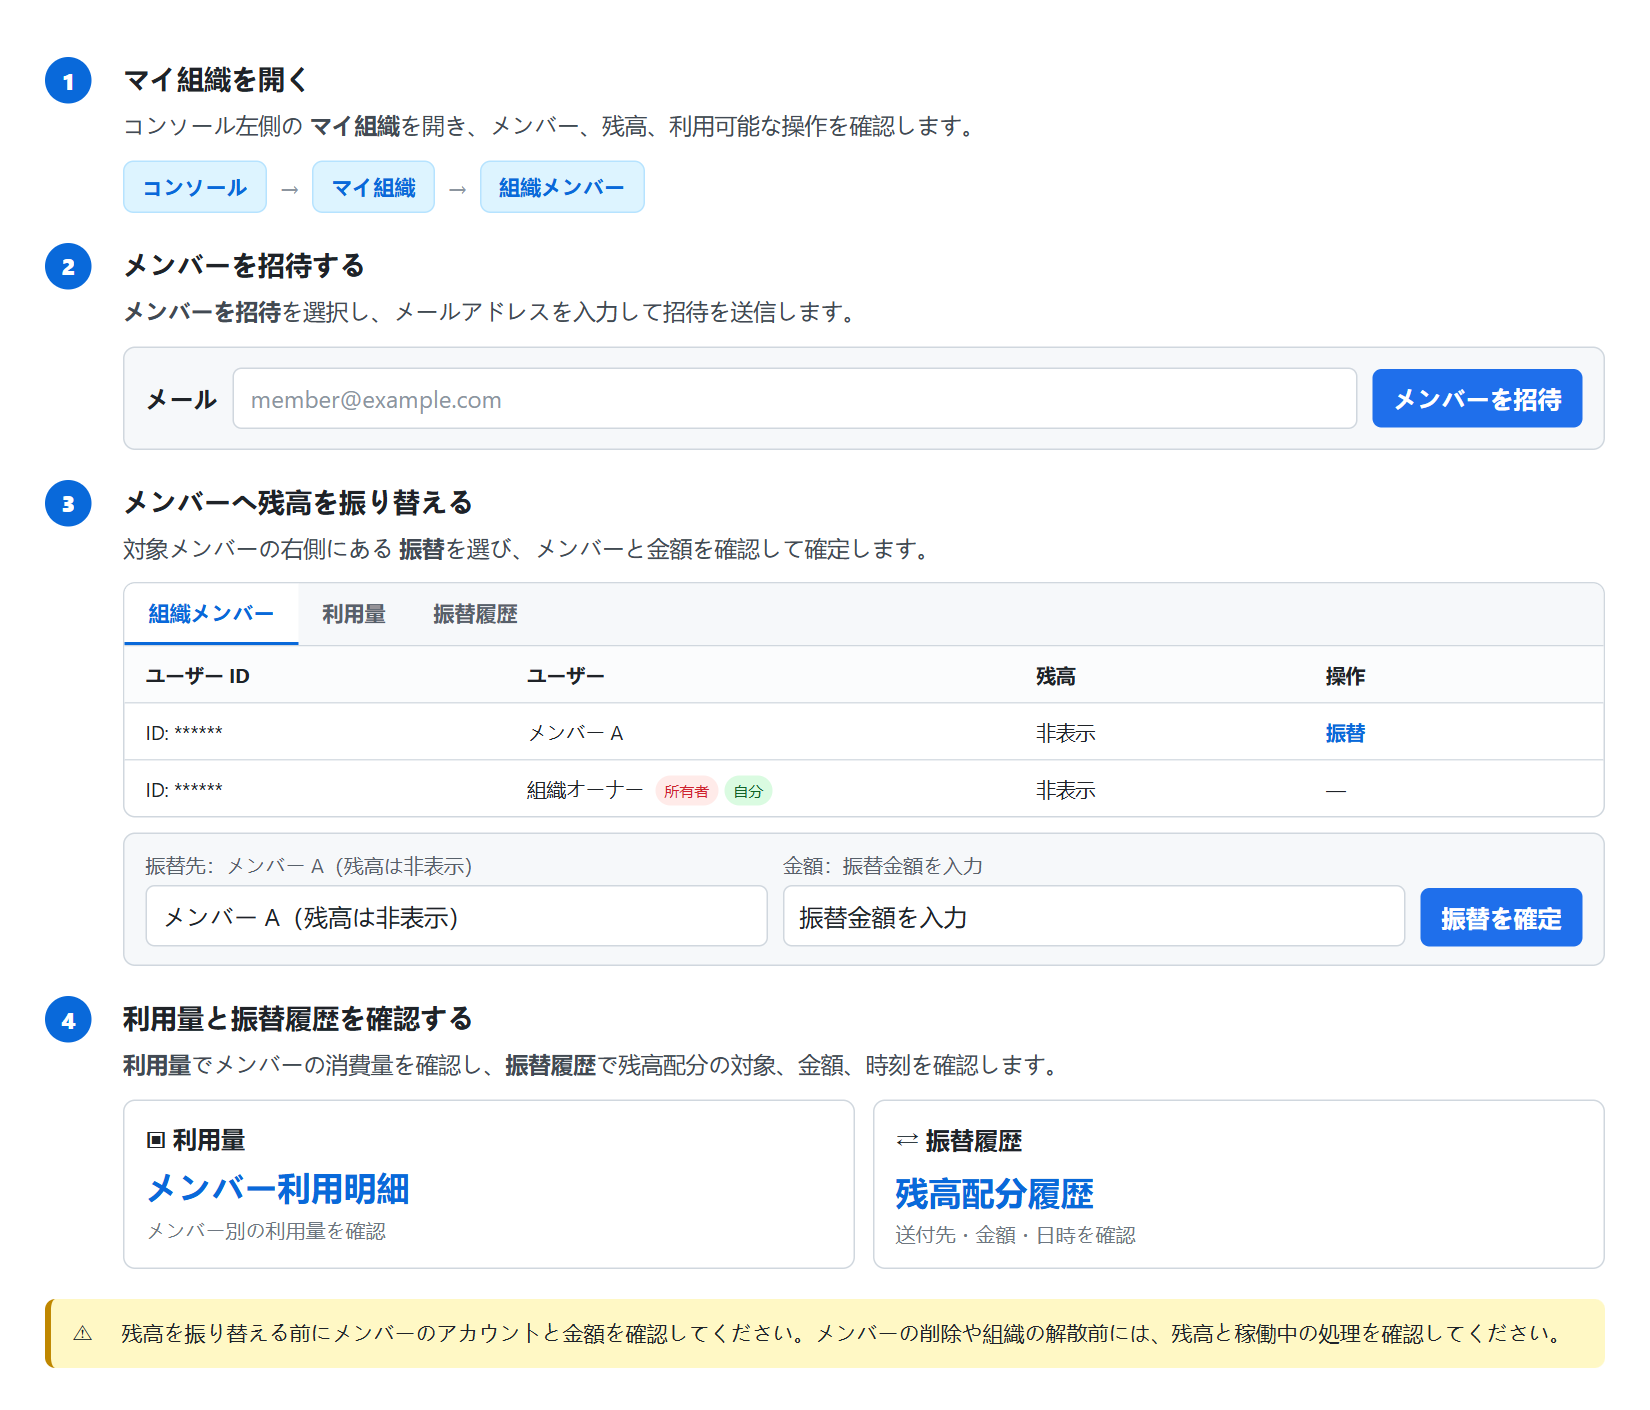 1 マイ組織を開く
コンソール左側の マイ組織を開き、メンバー、残高、利用可能な操作を確認します。
コンソール → マイ組織 → 組織メンバー
2 メンバーを招待する
メンバーを招待を選択し、メールアドレスを入力して招待を送信します。
メール member@example.com メンバーを招待
3 メンバーへ残高を振り替える
対象メンバーの右側にある 振替を選び、メンバーと金額を確認して確定します。
組織メンバー 利用量 振替履歴
ユーザー ID ユーザー 残高 操作
ID: ****** メンバー A 非表示 振替
ID: ****** 組織オーナー 所有者 自分 非表示 —
振替先：メンバー A（残高は非表示） 金額：振替金額を入力
メンバー A（残高は非表示） 振替金額を入力 振替を確定
4 利用量と振替履歴を確認する
利用量でメンバーの消費量を確認し、振替履歴で残高配分の対象、金額、時刻を確認します。
▣ 利用量
メンバー利用明細
メンバー別の利用量を確認
⇄ 振替履歴
残高配分履歴
送付先・金額・日時を確認
⚠ 残高を振り替える前にメンバーのアカウントと金額を確認してください。メンバーの削除や組織の解散前には、残高と稼働中の処理を確認してください。